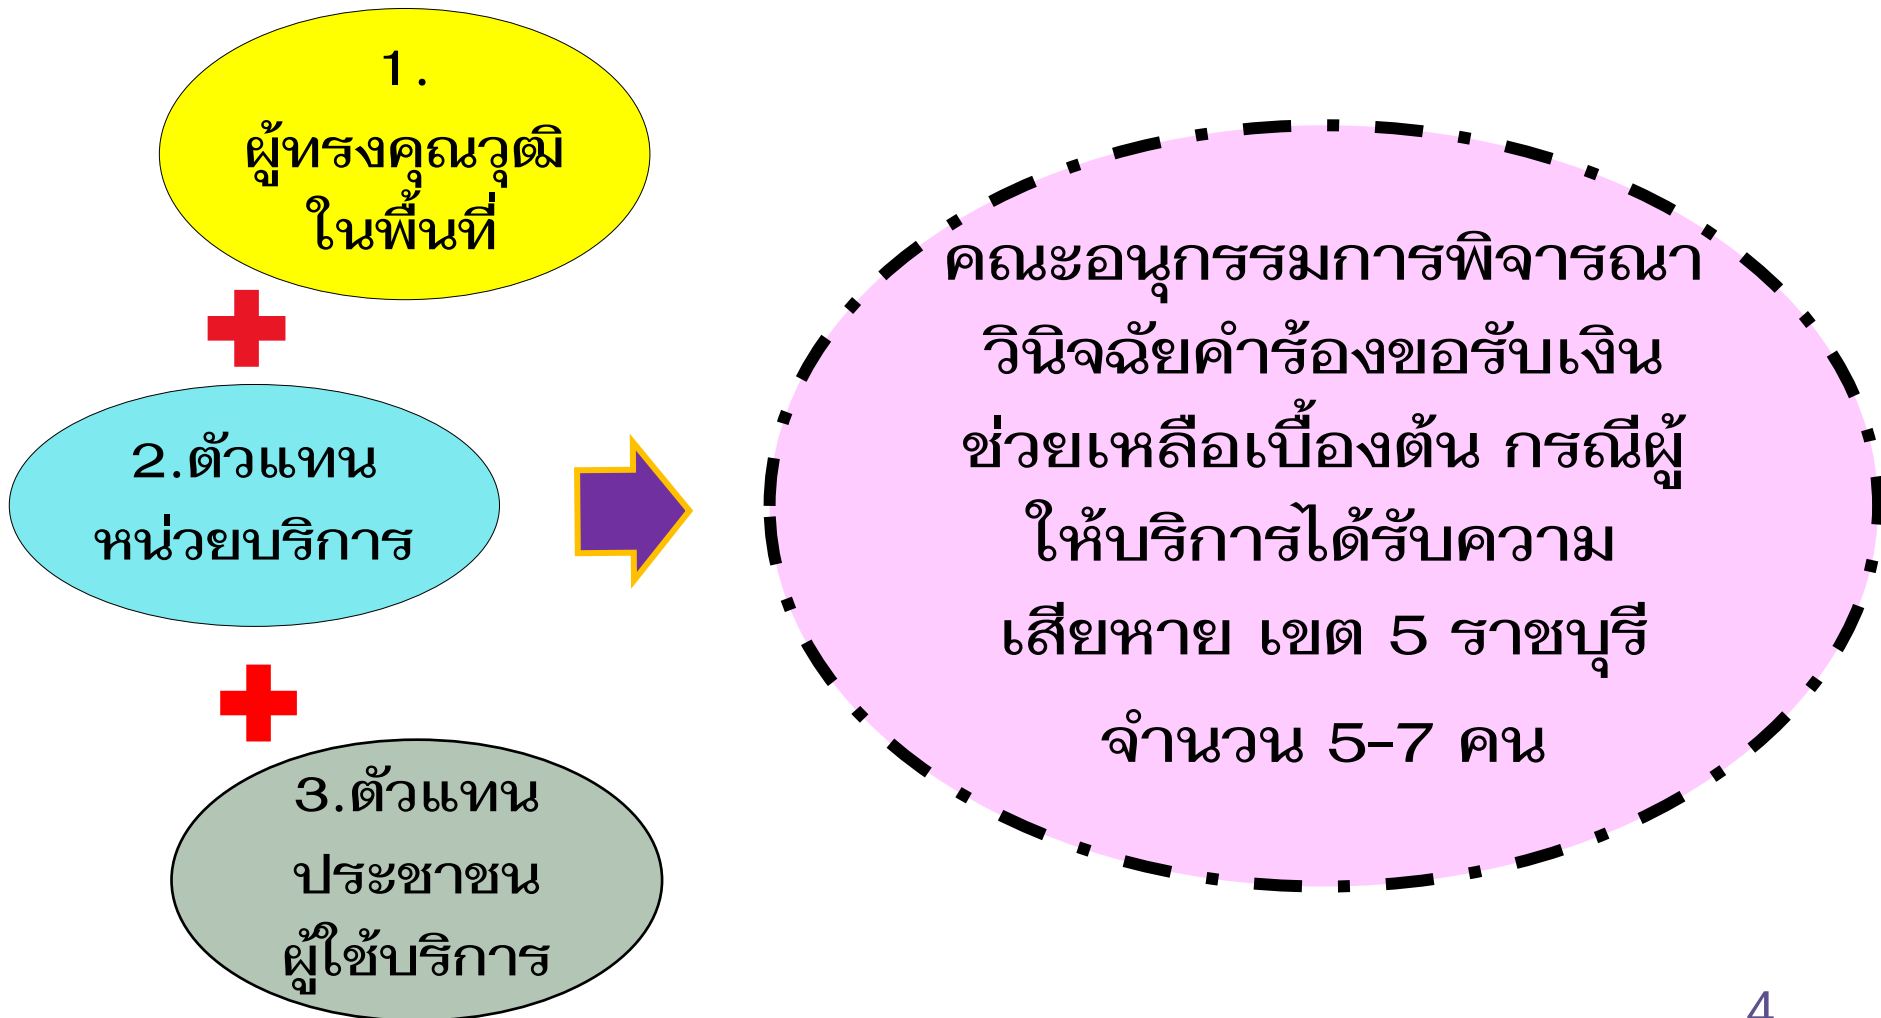 1.
ผู้ทรงคุณวุฒิ
ในพื้นที่
2.ตัวแทน
หน่วยบริการ
3.ตัวแทน
ประชาชน
ผู้ใช้บริการ
คณะอนุกรรมการพิจารณา
วินิจฉัยคำร้องขอรับเงิน
ช่วยเหลือเบื้องต้น กรณีผู้
ให้บริการได้รับความ
เสียหาย เขต 5 ราชบุรี
จำนวน 5-7 คน
4